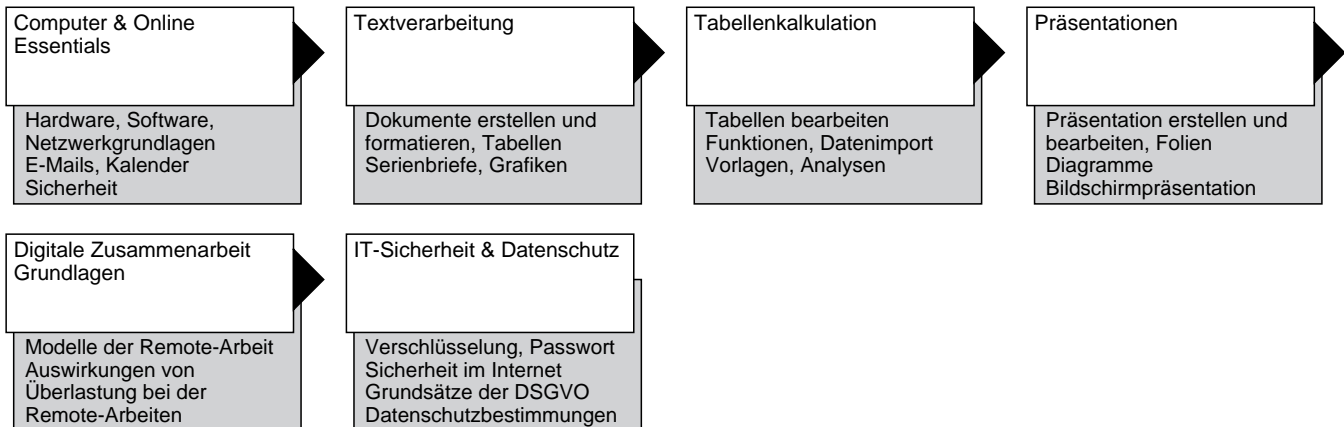 Computer & Online
Essentials
Hardware, Software,
Netzwerkgrundlagen
E-Mails, Kalender
Sicherheit
Textverarbeitung
Dokumente erstellen und
formatieren, Tabellen
Serienbriefe, Grafiken
Tabellenkalkulation
Tabellen bearbeiten
Funktionen, Datenimport
Vorlagen, Analysen
Präsentationen
Präsentation erstellen und
bearbeiten, Folien
Diagramme
Bildschirmpräsentation
Digitale Zusammenarbeit
Grundlagen
Modelle der Remote-Arbeit
Auswirkungen von
Überlastung bei der
Remote-Arbeiten
IT-Sicherheit & Datenschutz
Verschlüsselung, Passwort
Sicherheit im Internet
Grundsätze der DSGVO
Datenschutzbestimmungen